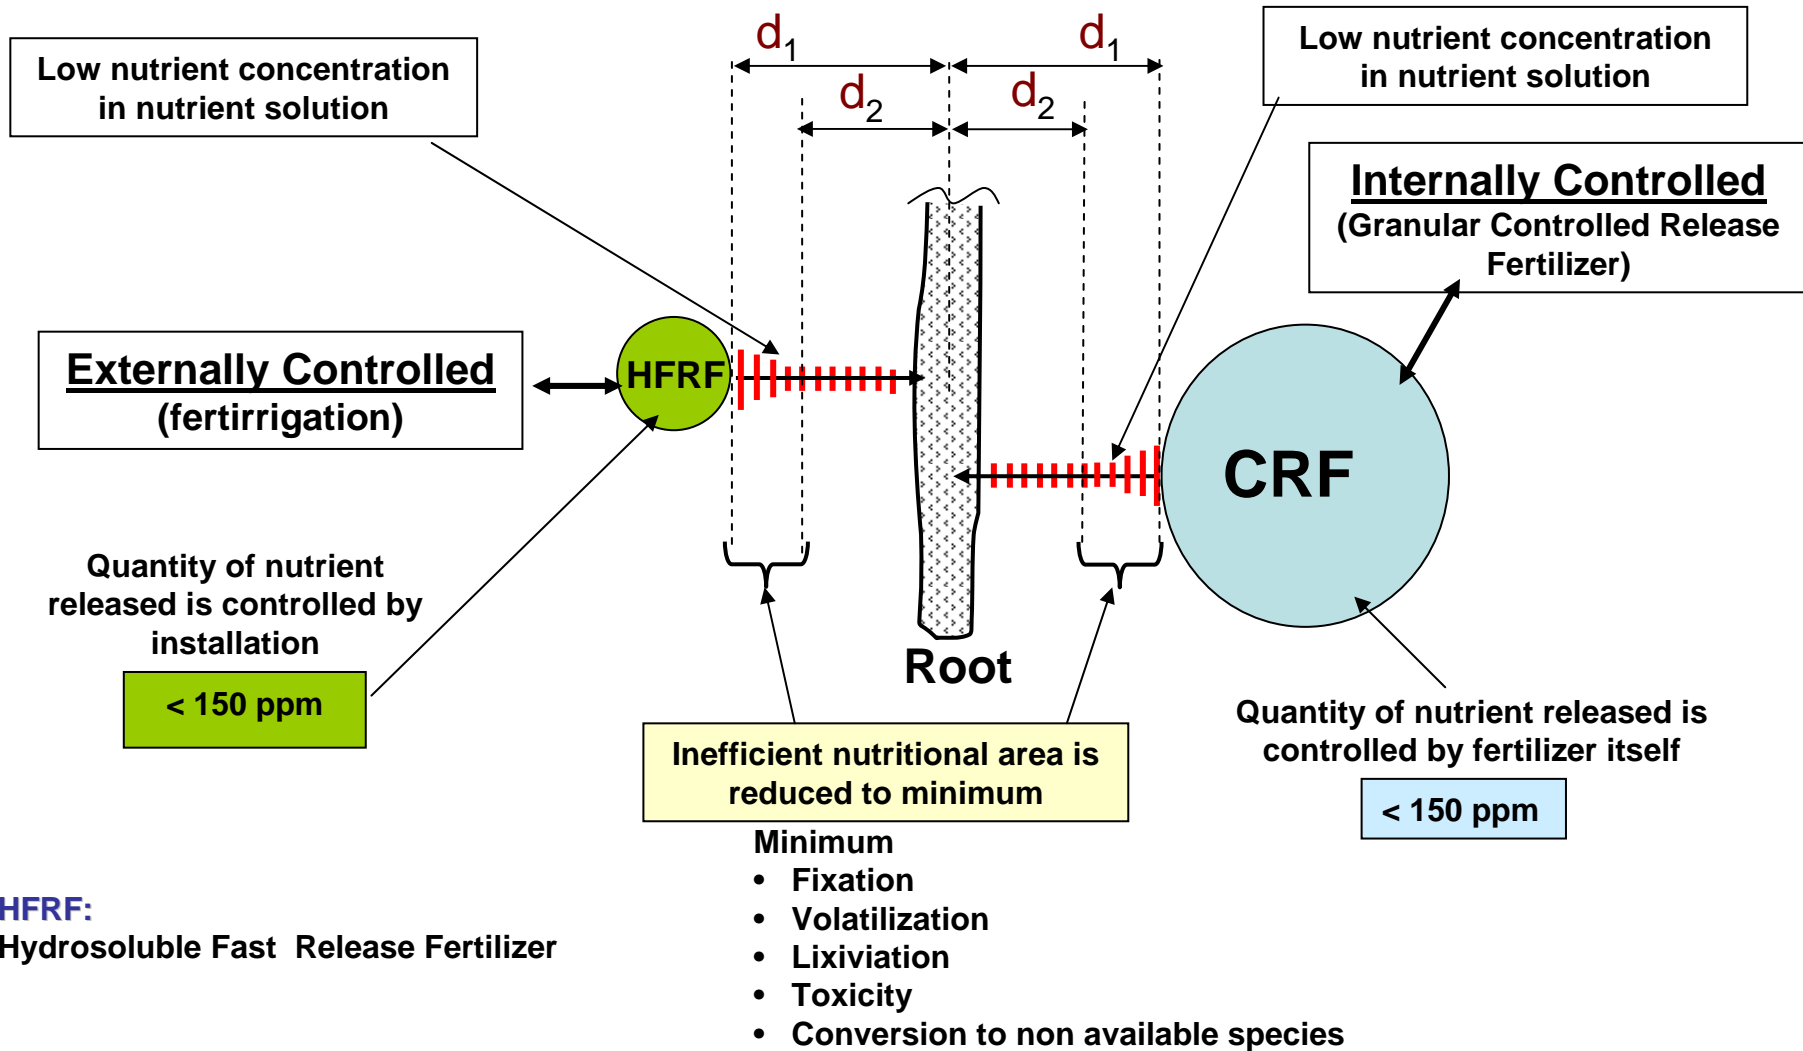 d1
d1
Low nutrient concentration
in nutrient solution
Low nutrient concentration
in nutrient solution
d2
d2
Internally Controlled
(Granular Controlled Release
Fertilizer)
Externally Controlled
(fertirrigation)
HFRF
CRF
Quantity of nutrient
released is controlled by
installation
< 150 ppm
Root
Inefficient nutritional area is
reduced to minimum
Quantity of nutrient released is
controlled by fertilizer itself
< 150 ppm
Minimum
• Fixation
• Volatilization
• Lixiviation
• Toxicity
• Conversion to non available species
HFRF:
Hydrosoluble Fast Release Fertilizer